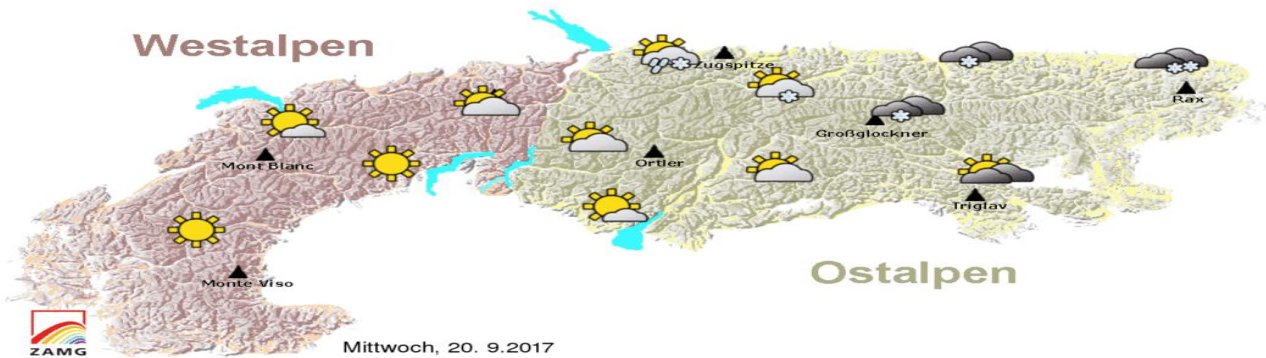 Westalpen
Zugspitze
Rax
Großglockner
Mont Blanc
Ortler
Triglav
Ostalpen
Monte Viso
ZAMG
Mittwoch, 20. 9.2017